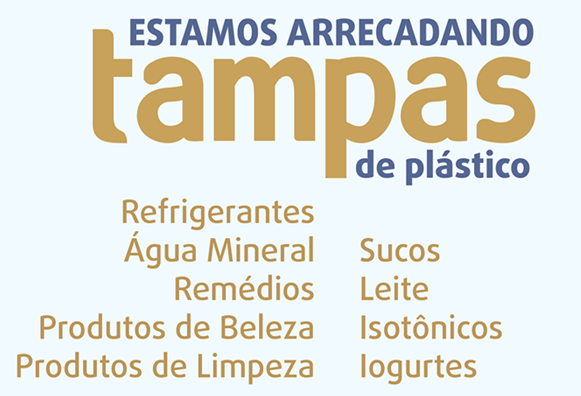 ESTAMOS ARRECADANDO
tampas
de plástico
Refrigerantes
Água Mineral
Remédios
Produtos de Beleza
Produtos de Limpeza
Sucos
Leite
Isotônicos
Iogurtes